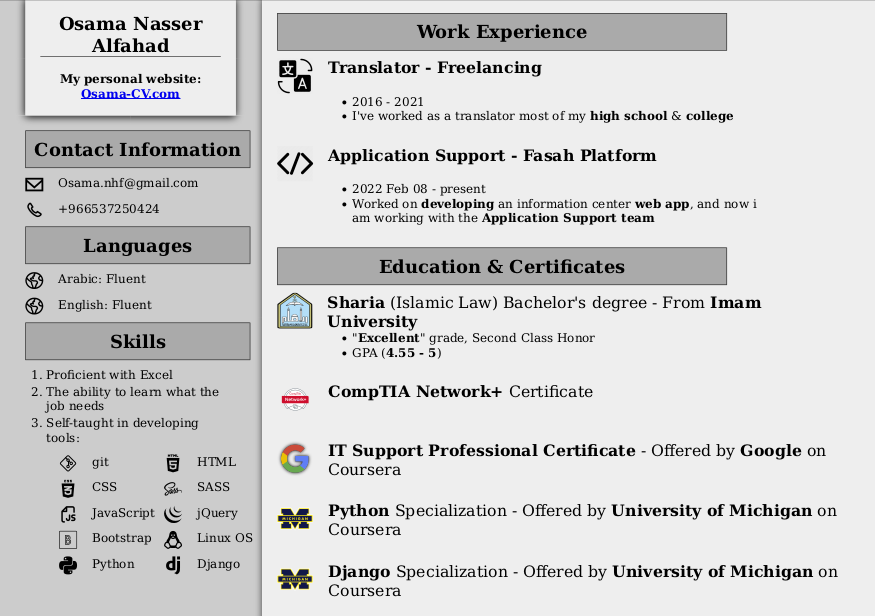 Osama Nasser
Alfahad
My personal website:
Osama-CV.com
Contact Information
Osama.nhf@gmail.com
+966537250424
Languages
Arabic: Fluent
English: Fluent
Skills
1. Proficient with Excel
2. The ability to learn what the
job needs
3. Self-taught in developing
tools:
git HTML
CSS SASS
JavaScript jQuery
Bootstrap Linux OS
Python Django
Work Experience
Translator - Freelancing
• 2016 - 2021
• I've worked as a translator most of my high school & college
Application Support - Fasah Platform
• 2022 Feb 08 - present
• Worked on developing an information center web app, and now i
am working with the Application Support team
Education & Certificates
Sharia (Islamic Law) Bachelor's degree - From Imam
University
• "Excellent" grade, Second Class Honor
• GPA (4.55 - 5)
Network+
CompTIA Network+ Certificate
IT Support Professional Certificate - Offered by Google on
Coursera
MICHIGAN
Python Specialization - Offered by University of Michigan on
Coursera
MICHIGAN
Django Specialization - Offered by University of Michigan on
Coursera